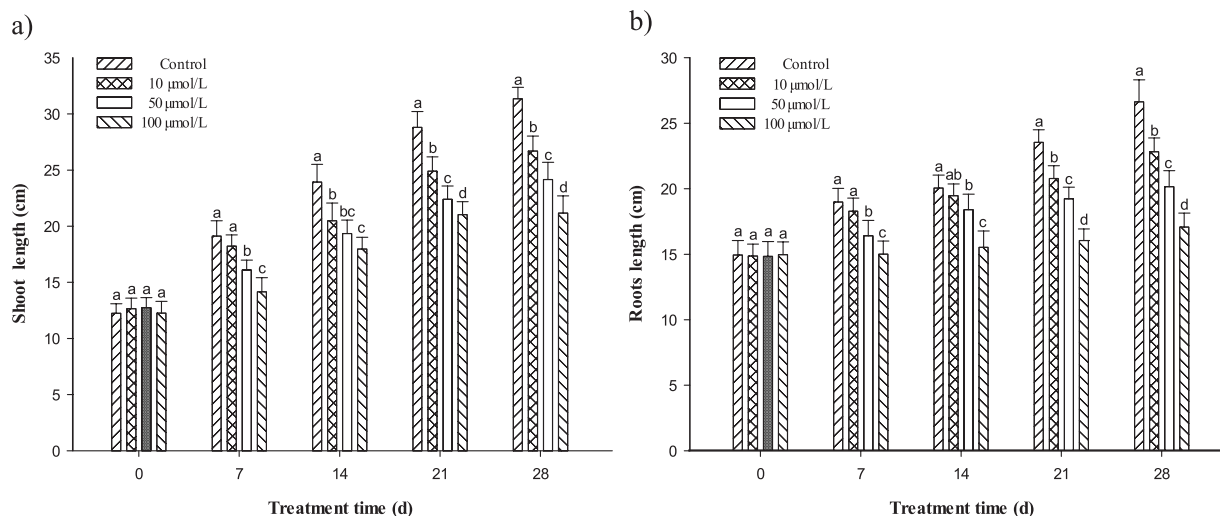 a)
35
30
25
20
15
10
5
0
Shoot length (cm)
Control
10 μmol/L
50 μmol/L
100 μmol/L
a a a a
a a b c
a b bc c
a b c d
a b c d
0 7 14 21 28
Treatment time (d)
b)
30
25
20
15
10
5
0
Roots length (cm)
Control
10 μmol/L
50 μmol/L
100 μmol/L
a a a a
a a b c
a ab b c
a b c d
a b c d
0 7 14 21 28
Treatment time (d)